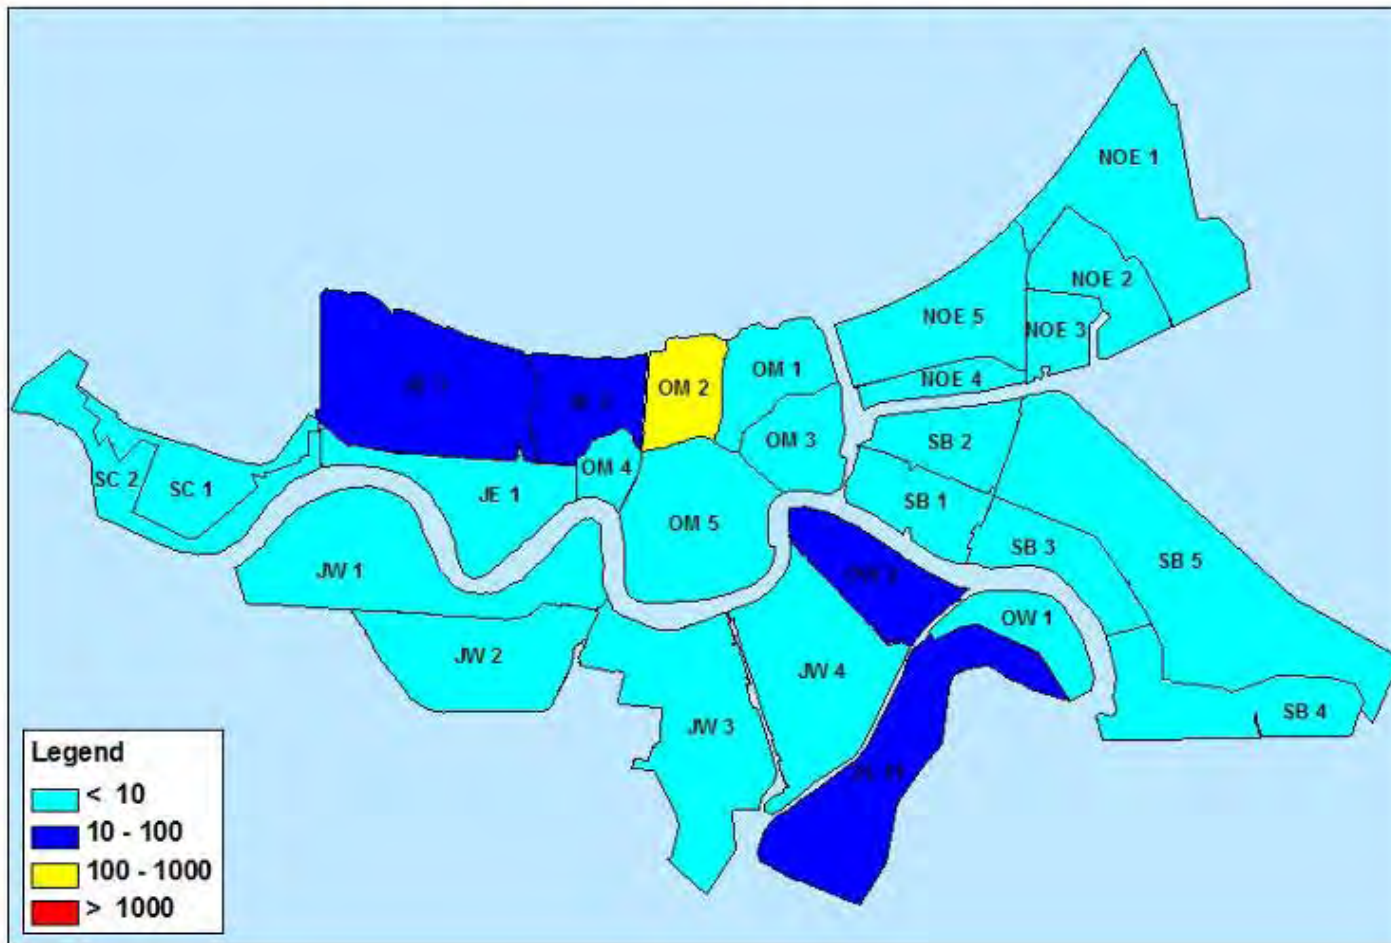 NOE 1
NOE 2
NOE 5
NOE 3
NOE 4
OM 1
OM 2
OM 3
SB 2
OM 4
SC 2
SC 1
JE 1
SB 1
OM 5
SB 3
SB 5
JW 1
OW 1
JW 2
JW 4
SB 4
JW 3
Legend
< 10
10 - 100
100 - 1000
> 1000